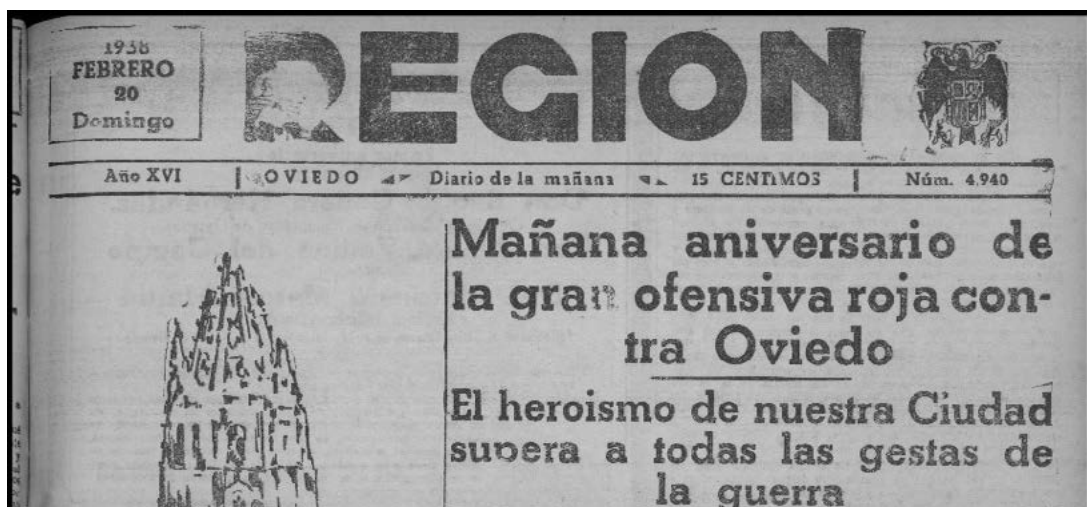 1938
FEBRERO
20
Domingo
REGION
Año XVI | OVIEDO Diario de la mañana 15 CENTIMOS | Núm. 4.940
Mañana aniversario de
la gran ofensiva roja con-
tra Oviedo
El heroismo de nuestra Ciudad
supera a todas las gestas de
la guerra